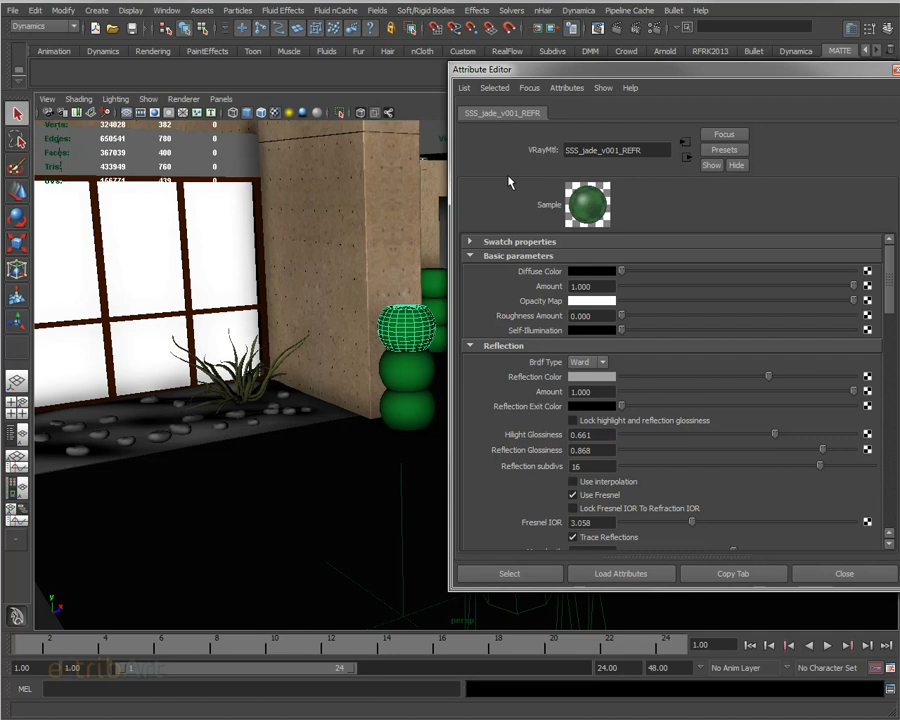 File Edit Modify Create Display Window Assets Particles Fluid Effects Fluid nCache Fields Soft/Rigid Bodies Effects Solvers nHair Dynamica Pipeline Cache Bullet Help
Dynamics
Animation Dynamics Rendering PaintEffects Toon Muscle Fluids Fur Hair nCloth Custom RealFlow Subdivs DMM Crowd Arnold RFRK2013 Bullet Dynamica MATTE
Attribute Editor
List Selected Focus Attributes Show Help
View Shading Lighting Show Renderer Panels
SSS_jade_v001_REFR
Verts: 324028 382
Edges: 650541 780
Faces: 367039 400
Tris: 433949 760
UVs: 166771 439
Focus
VRayMtl: SSS_jade_v001_REFR
Presets
Show Hide
Sample
Swatch properties
Basic parameters
Diffuse Color
Amount 1.000
Opacity Map
Roughness Amount 0.000
Self-Illumination
Reflection
Brdf Type Ward
Reflection Color
Amount 1.000
Reflection Exit Color
Lock highlight and reflection glossiness
Hilight Glossiness 0.661
Reflection Glossiness 0.868
Reflection subdivs 16
Use interpolation
Use Fresnel
Lock Fresnel IOR To Refraction IOR
Fresnel IOR 3.058
Trace Reflections
Select Load Attributes Copy Tab Close
y
x
persp
2 4 6 8 10 12 14 16 18 20 22 24
1.00
1.00 1.00 1 24 24.00 48.00 No Anim Layer No Character Set
MEL